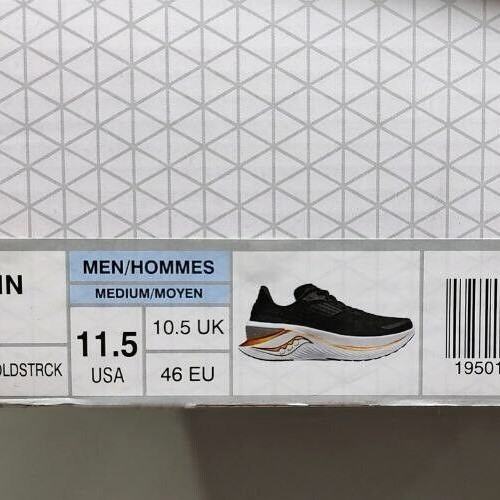 IN
OLDSTRCK
MEN/HOMMES
MEDIUM/MOYEN
11.5
USA
10.5 UK
46 EU
19501